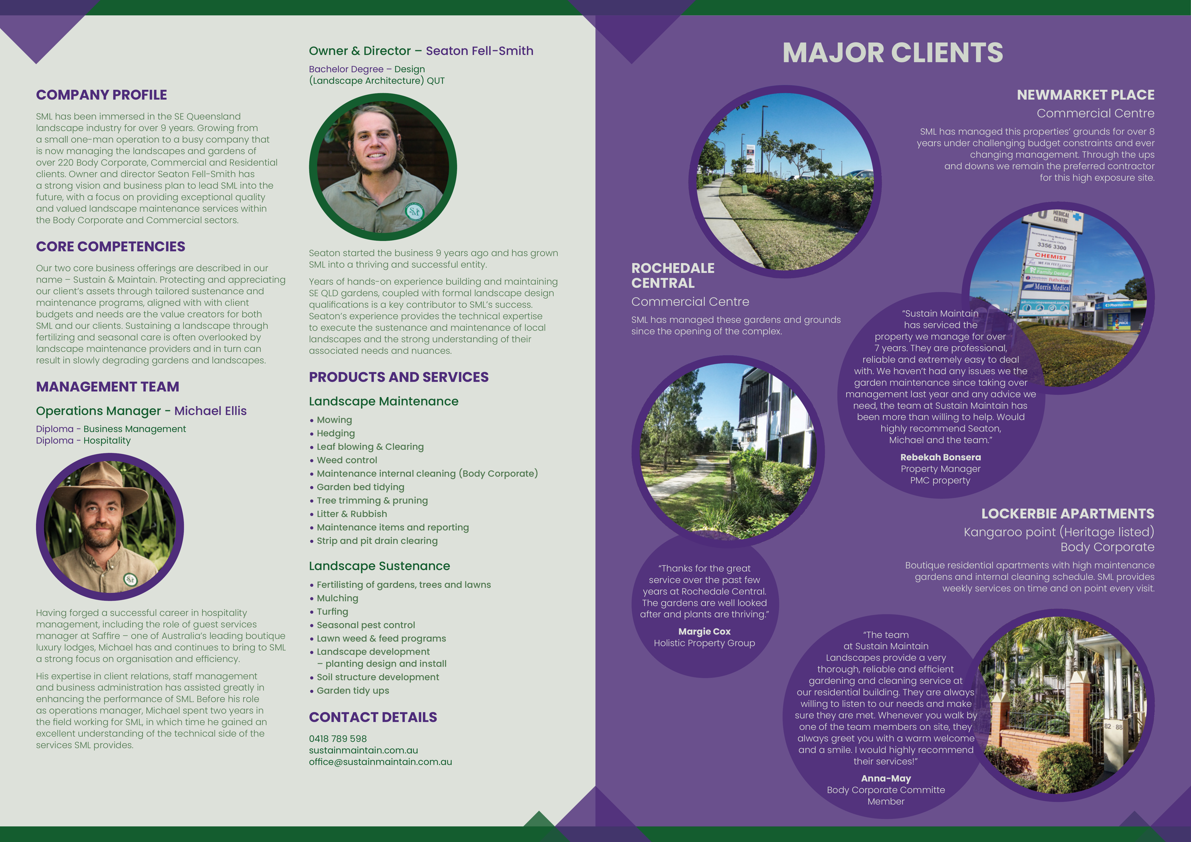 COMPANY PROFILE
SML has been immersed in the SE Queensland
landscape industry for over 9 years. Growing from
a small one-man operation to a busy company that
is now managing the landscapes and gardens of
over 220 Body Corporate, Commercial and Residential
clients. Owner and director Seaton Fell-Smith has
a strong vision and business plan to lead SML into the
future, with a focus on providing exceptional quality
and valued landscape maintenance services within
the Body Corporate and Commercial sectors.
CORE COMPETENCIES
Our two core business offerings are described in our
name – Sustain & Maintain. Protecting and appreciating
our client's assets through tailored sustenance and
maintenance programs, aligned with with client
budgets and needs are the value creators for both
SML and our clients. Sustaining a landscape through
fertilizing and seasonal care is often overlooked by
landscape maintenance providers and in turn can
result in slowly degrading gardens and landscapes.
MANAGEMENT TEAM
Operations Manager - Michael Ellis
Diploma - Business Management
Diploma - Hospitality
Having forged a successful career in hospitality
management, including the role of guest services
manager at Saffire – one of Australia's leading boutique
luxury lodges, Michael has and continues to bring to SML
a strong focus on organisation and efficiency.
His expertise in client relations, staff management
and business administration has assisted greatly in
enhancing the performance of SML. Before his role
as operations manager, Michael spent two years in
the field working for SML, in which time he gained an
excellent understanding of the technical side of the
services SML provides.
Owner & Director – Seaton Fell-Smith
Bachelor Degree – Design
(Landscape Architecture) QUT
Seaton started the business 9 years ago and has grown
SML into a thriving and successful entity.
Years of hands-on experience building and maintaining
SE QLD gardens, coupled with formal landscape design
qualifications is a key contributor to SML's success.
Seaton's experience provides the technical expertise
to execute the sustenance and maintenance of local
landscapes and the strong understanding of their
associated needs and nuances.
PRODUCTS AND SERVICES
Landscape Maintenance
• Mowing
• Hedging
• Leaf blowing & Clearing
• Weed control
• Maintenance internal cleaning (Body Corporate)
• Garden bed tidying
• Tree trimming & pruning
• Litter & Rubbish
• Maintenance items and reporting
• Strip and pit drain clearing
Landscape Sustenance
• Fertilisting of gardens, trees and lawns
• Mulching
• Turfing
• Seasonal pest control
• Lawn weed & feed programs
• Landscape development
– planting design and install
• Soil structure development
• Garden tidy ups
CONTACT DETAILS
0418 789 598
sustainmaintain.com.au
office@sustainmaintain.com.au
MAJOR CLIENTS
NEWMARKET PLACE
Commercial Centre
SML has managed this properties' grounds for over 8
years under challenging budget constraints and ever
changing management. Through the ups
and downs we remain the preferred contractor
for this high exposure site.
MEDICAL
CENTRE
3356 3300
CHEMIST
Morris Medical
ROCHEDALE
CENTRAL
Commercial Centre
SML has managed these gardens and grounds
since the opening of the complex.
"Sustain Maintain
has serviced the
property we manage for over
7 years. They are professional,
reliable and extremely easy to deal
with. We haven't had any issues we the
garden maintenance since taking over
management last year and any advice we
need, the team at Sustain Maintain has
been more than willing to help. Would
highly recommend Seaton,
Michael and the team."
Rebekah Bonsera
Property Manager
PMC property
"Thanks for the great
service over the past few
years at Rochedale Central.
The gardens are well looked
after and plants are thriving."
Margie Cox
Holistic Property Group
LOCKERBIE APARTMENTS
Kangaroo point (Heritage listed)
Body Corporate
Boutique residential apartments with high maintenance
gardens and internal cleaning schedule. SML provides
weekly services on time and on point every visit.
"The team
at Sustain Maintain
Landscapes provide a very
thorough, reliable and efficient
gardening and cleaning service at
our residential building. They are always
willing to listen to our needs and make
sure they are met. Whenever you walk by
one of the team members on site, they
always greet you with a warm welcome
and a smile. I would highly recommend
their services!"
Anna-May
Body Corporate Committe
Member